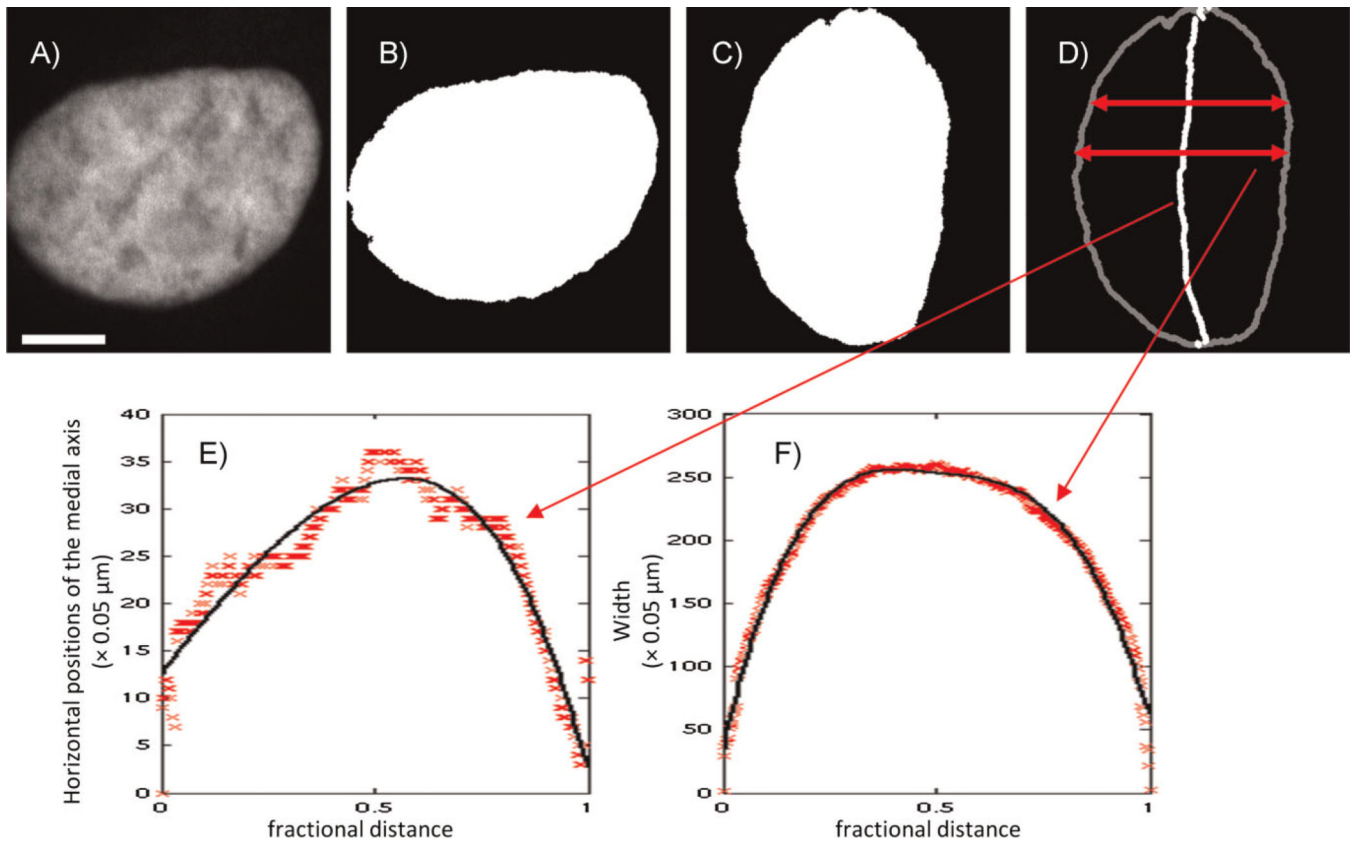 A)
B)
C)
D)
E)
Horizontal positions of the medial axis
(× 0.05 µm)
40
35
30
25
20
15
10
5
0
0
0.5
1
fractional distance
F)
Width
(× 0.05 µm)
300
250
200
150
100
50
0
0
0.5
1
fractional distance